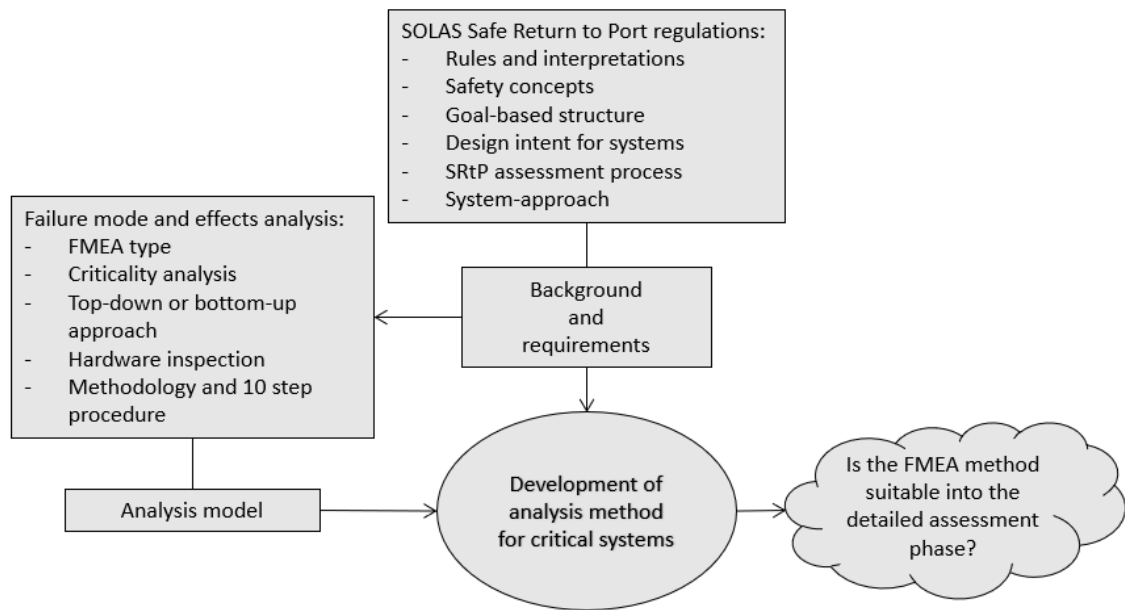 SOLAS Safe Return to Port regulations:
- Rules and interpretations
- Safety concepts
- Goal-based structure
- Design intent for systems
- SRtP assessment process
- System-approach
Failure mode and effects analysis:
- FMEA type
- Criticality analysis
- Top-down or bottom-up
approach
- Hardware inspection
- Methodology and 10 step
procedure
Background
and
requirements
Analysis model
Development of
analysis method
for critical systems
Is the FMEA method
suitable into the
detailed assessment
phase?